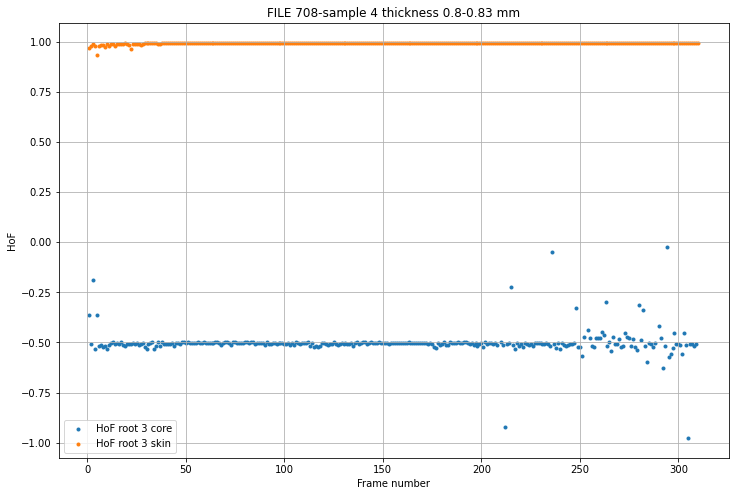 FILE 708-sample 4 thickness 0.8-0.83 mm
1.00
0.75
0.50
0.25
0.00
−0.25
−0.50
−0.75
−1.00
HoF
HoF root 3 core
HoF root 3 skin
0 50 100 150 200 250 300
Frame number